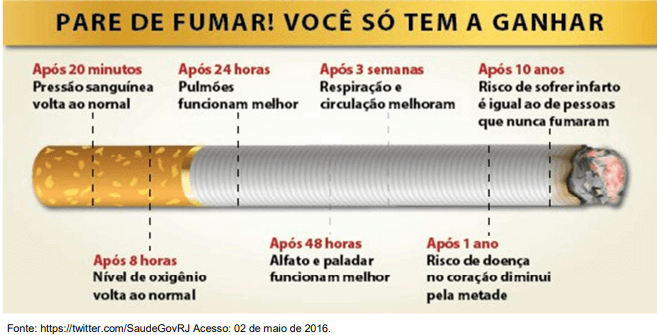 PARE DE FUMAR! VOCÊ SÓ TEM A GANHAR
Após 20 minutos
Pressão sanguínea
volta ao nornal
Após 24 horas
Pulmões
funcionam melhor
Após 3 semanas
Respiração e
circulação melhoram
Após 10 anos
Risco de sofrer infarto
é igual ao de pessoas
que nunca fumaram
Após 8 horas
Nível de oxigênio
volta ao normal
Após 48 horas
Alfato e paladar
funcionam melhor
Após 1 ano
Risco de doença
no coração diminui
pela metade
Fonte: https://twitter.com/SaudeGovRJ Acesso: 02 de maio de 2016.